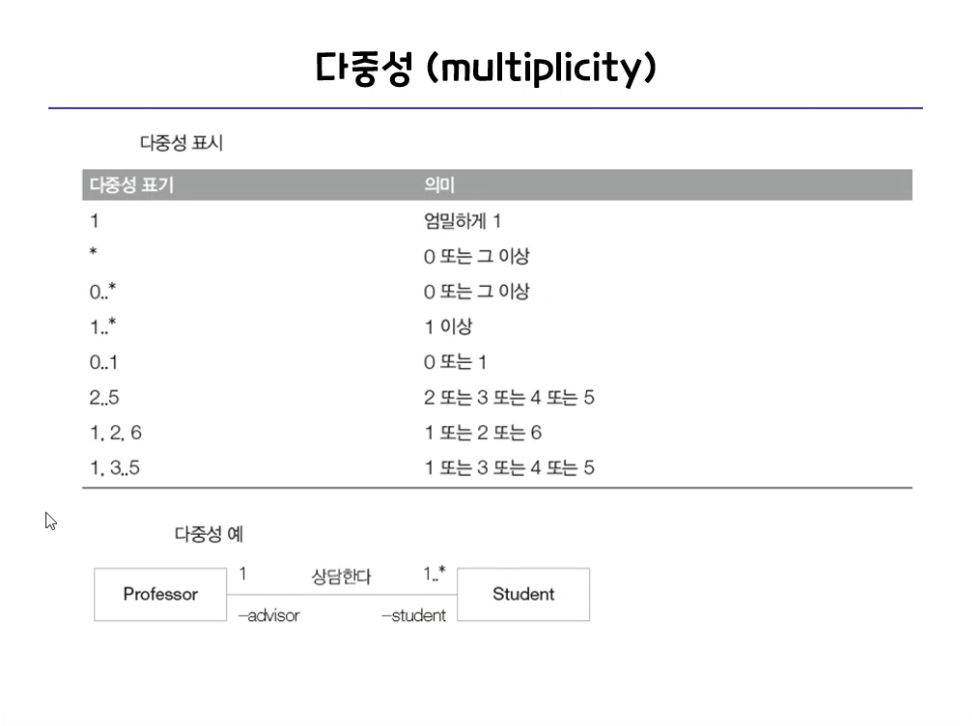 다중성 (multiplicity)
다중성 표시
다중성 표기 의미
1 엄밀하게 1
* 0 또는 그 이상
0..* 0 또는 그 이상
1..* 1 이상
0..1 0 또는 1
2..5 2 또는 3 또는 4 또는 5
1, 2, 6 1 또는 2 또는 6
1, 3..5 1 또는 3 또는 4 또는 5
다중성 예
1 상담한다 1..*
Professor Student
–advisor –student